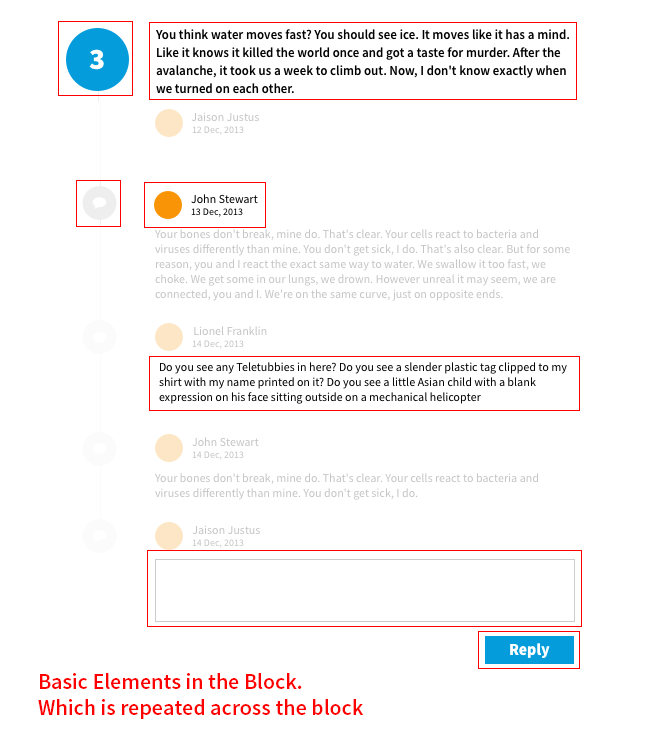 3
You think water moves fast? You should see ice. It moves like it has a mind.
Like it knows it killed the world once and got a taste for murder. After the
avalanche, it took us a week to climb out. Now, I don't know exactly when
we turned on each other.
Jaison Justus
12 Dec, 2013
John Stewart
13 Dec, 2013
Your bones don't break, mine do. That's clear. Your cells react to bacteria and
viruses differently than mine. You don't get sick, I do. That's also clear. But for some
reason, you and I react the exact same way to water. We swallow it too fast, we
choke. We get some in our lungs, we drown. However unreal it may seem, we are
connected, you and I. We're on the same curve, just on opposite ends.
Lionel Franklin
14 Dec, 2013
Do you see any Teletubbies in here? Do you see a slender plastic tag clipped to my
shirt with my name printed on it? Do you see a little Asian child with a blank
expression on his face sitting outside on a mechanical helicopter
John Stewart
14 Dec, 2013
Your bones don't break, mine do. That's clear. Your cells react to bacteria and
viruses differently than mine. You don't get sick, I do.
Jaison Justus
14 Dec, 2013
Reply
Basic Elements in the Block.
Which is repeated across the block